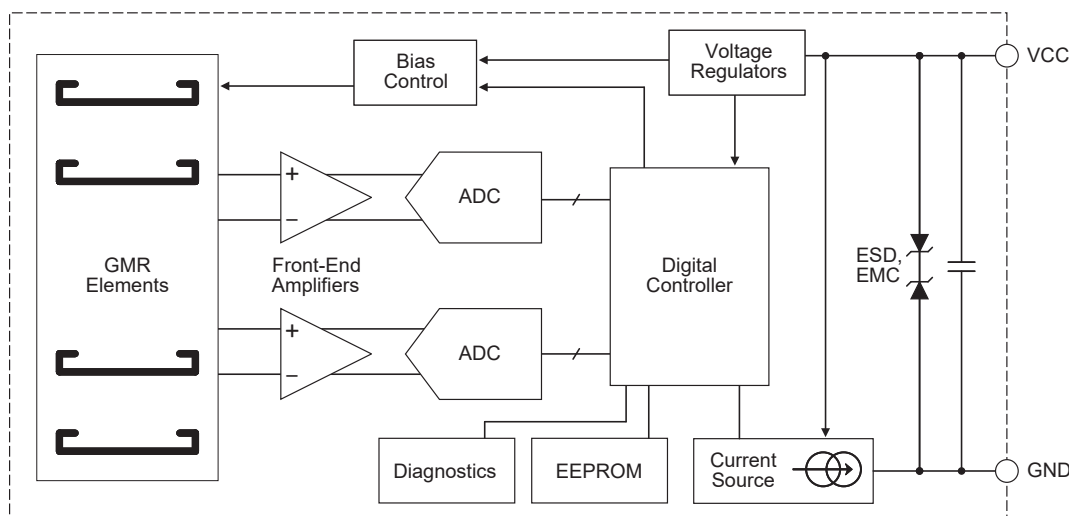 Bias
Control
Voltage
Regulators
VCC
+
−
ADC
GMR
Elements
Front-End
Amplifiers
Digital
Controller
ESD,
EMC
+
−
ADC
Diagnostics
EEPROM
Current
Source
GND